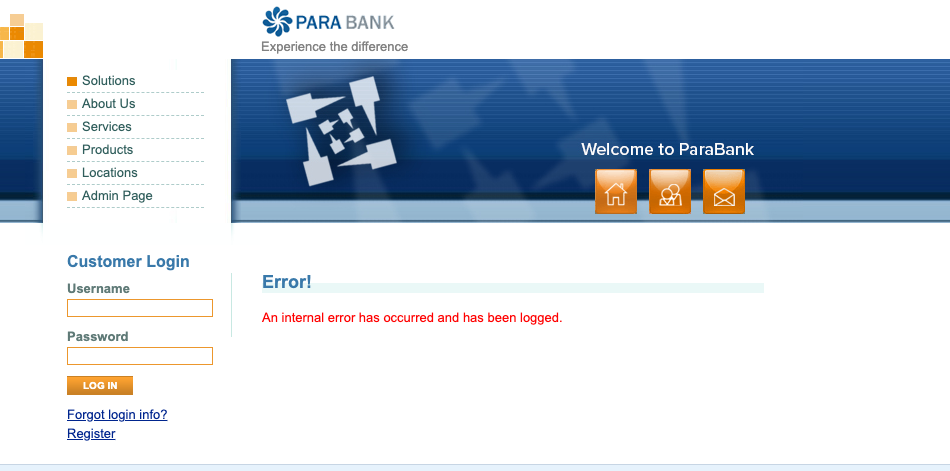 PARA BANK
Experience the difference
Solutions
About Us
Services
Products
Locations
Admin Page
Welcome to ParaBank
Customer Login
Username
Password
LOG IN
Forgot login info?
Register
Error!
An internal error has occurred and has been logged.